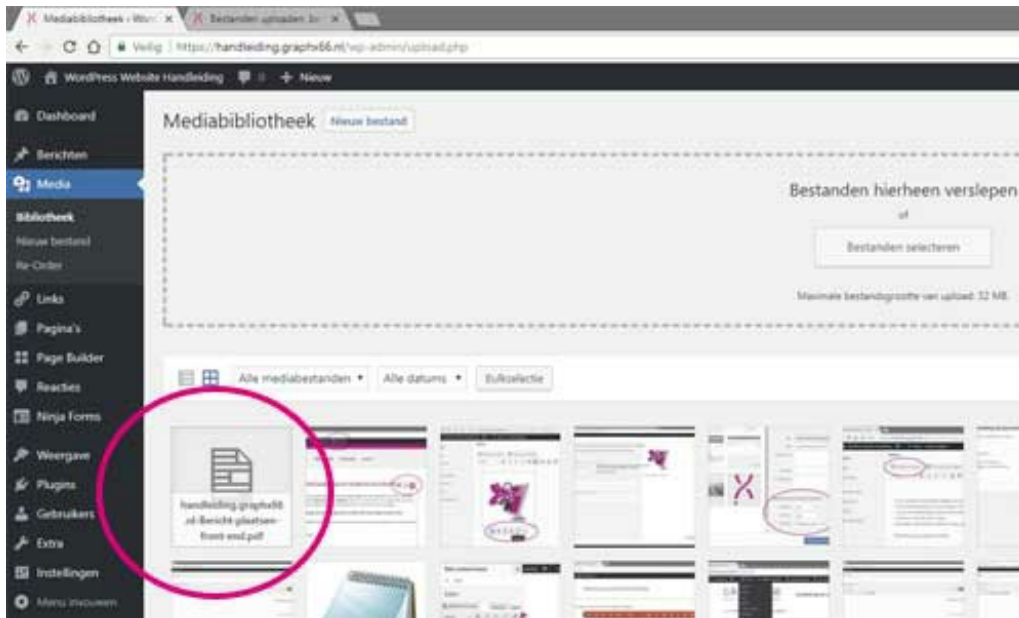 Mediabibliotheek ‹ Wor
Bestanden uploaden
Veilig | https://handleiding.graphx66.nl/wp-admin/upload.php
WordPress Website Handleiding 0 + Nieuw
Dashboard
Berichten
Media
Bibliotheek
Nieuw bestand
Re-Order
Links
Pagina's
Page Builder
Reacties
Ninja Forms
Weergave
Plugins
Gebruikers
Extra
Instellingen
Menu invouwen
Mediabibliotheek Nieuw bestand
Bestanden hierheen verslepen
of
Bestanden selecteren
Maximale bestandsgrootte van upload: 32 MB.
Alle mediabestanden Alle datums Bulkselectie
handleiding.graphx66
.nl-Bericht-plaatsen-
front-end.pdf